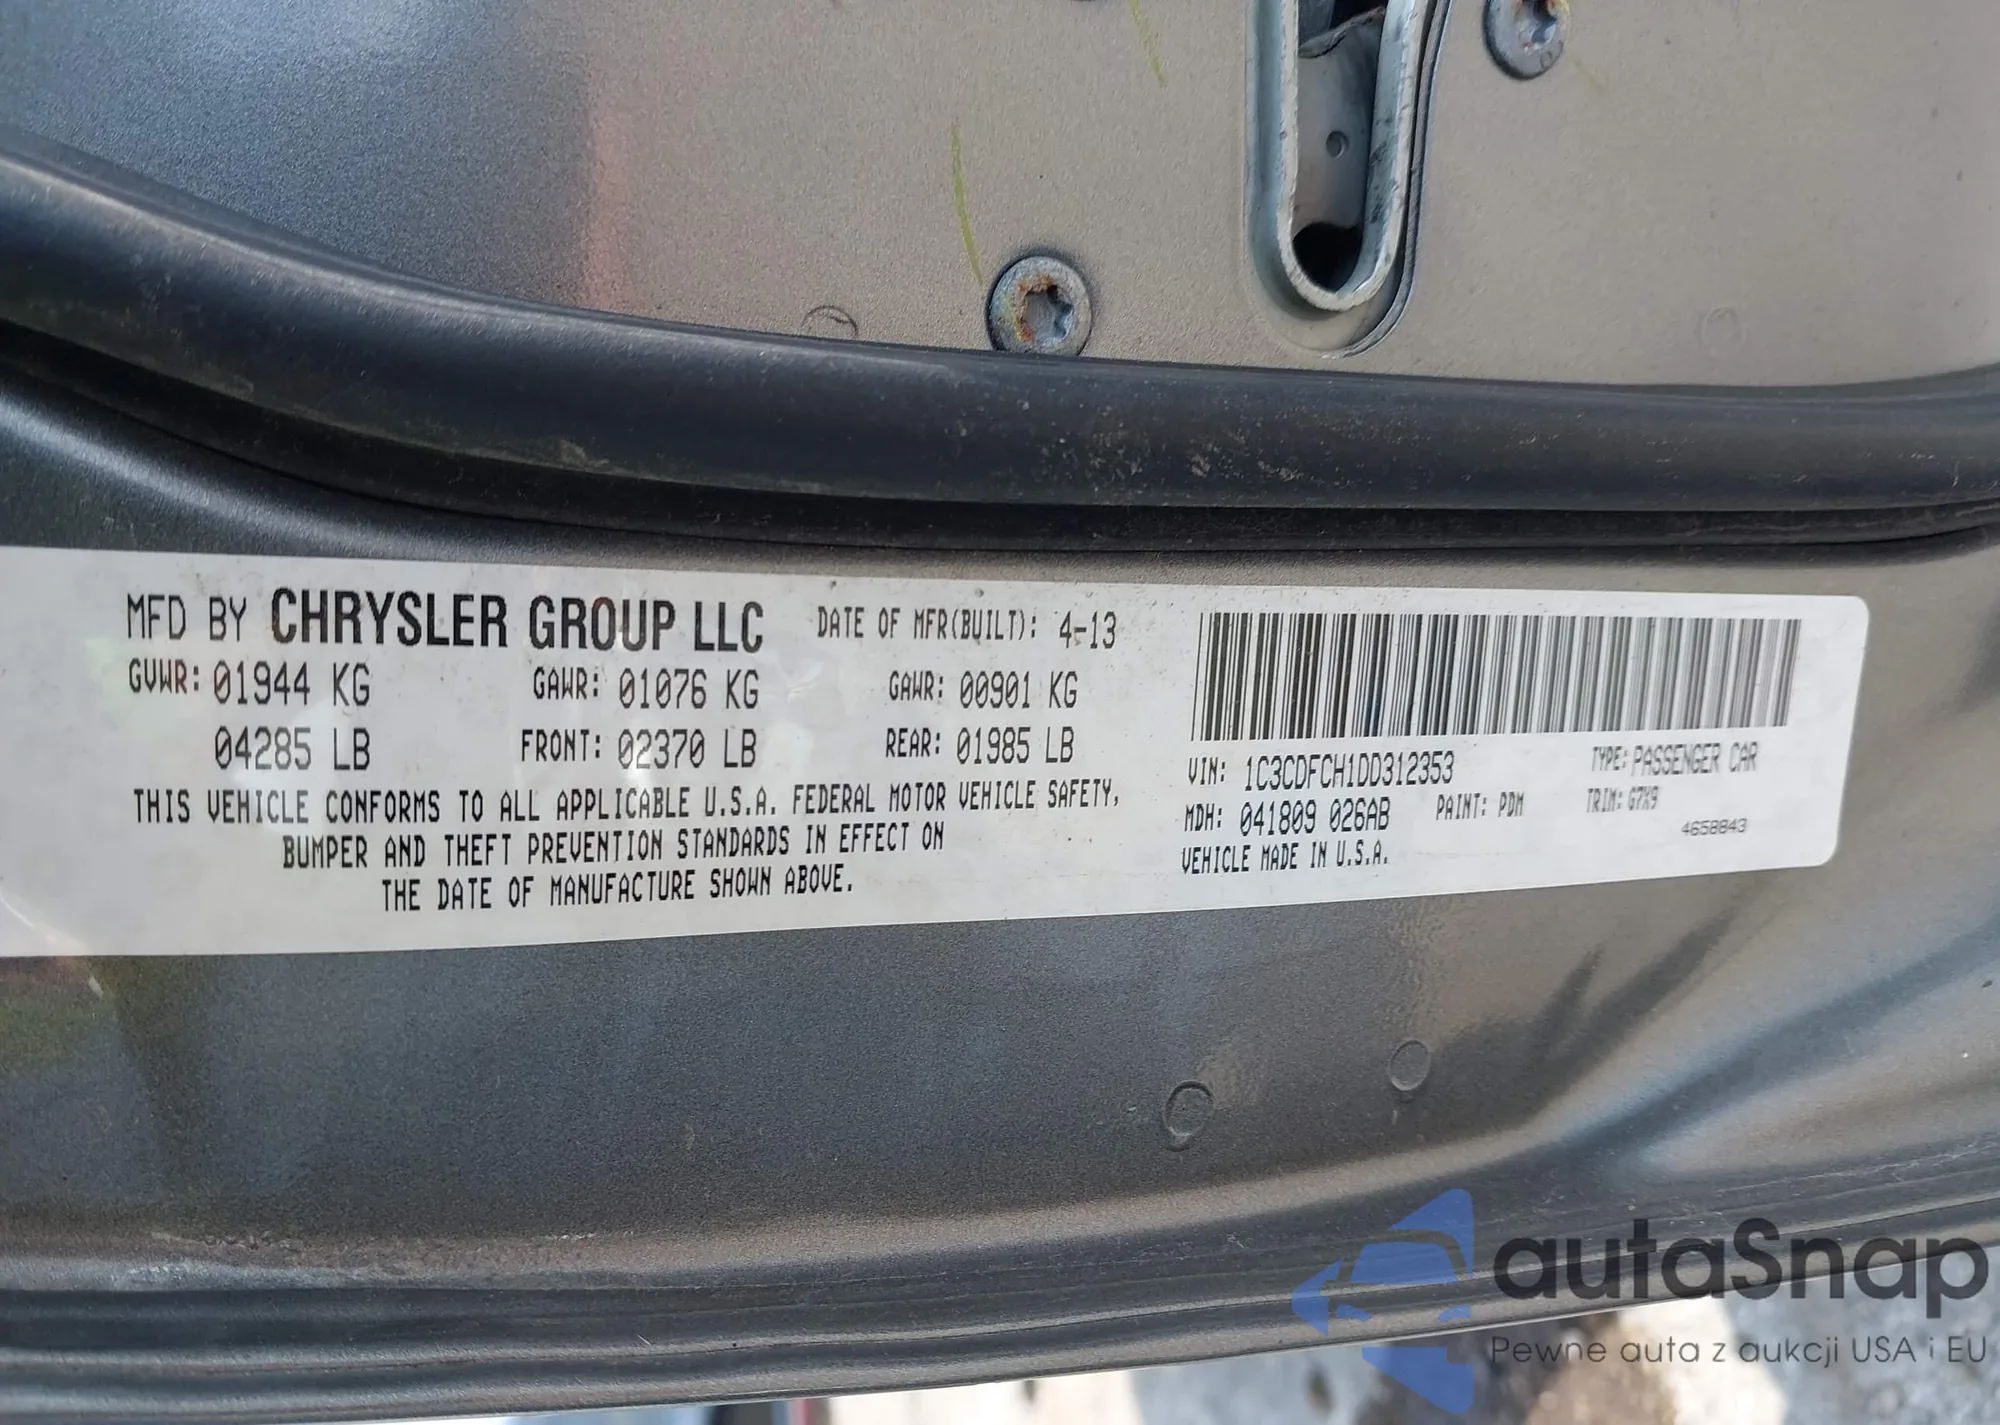 MFD BY CHRYSLER GROUP LLC DATE OF MFR(BUILT): 4-13
GVWR: 01944 KG GAWR: 01076 KG GAWR: 00901 KG
04285 LB FRONT: 02370 LB REAR: 01985 LB
THIS VEHICLE CONFORMS TO ALL APPLICABLE U.S.A. FEDERAL MOTOR VEHICLE SAFETY,
BUMPER AND THEFT PREVENTION STANDARDS IN EFFECT ON
THE DATE OF MANUFACTURE SHOWN ABOVE.
VIN: 1C3CDFCH1DD312353 TYPE: PASSENGER CAR
MDH: 041809 026AB PAINT: PDM TRIM: G7X9
4658843
VEHICLE MADE IN U.S.A.
autaSnap
Pewne auta z aukcji USA i EU